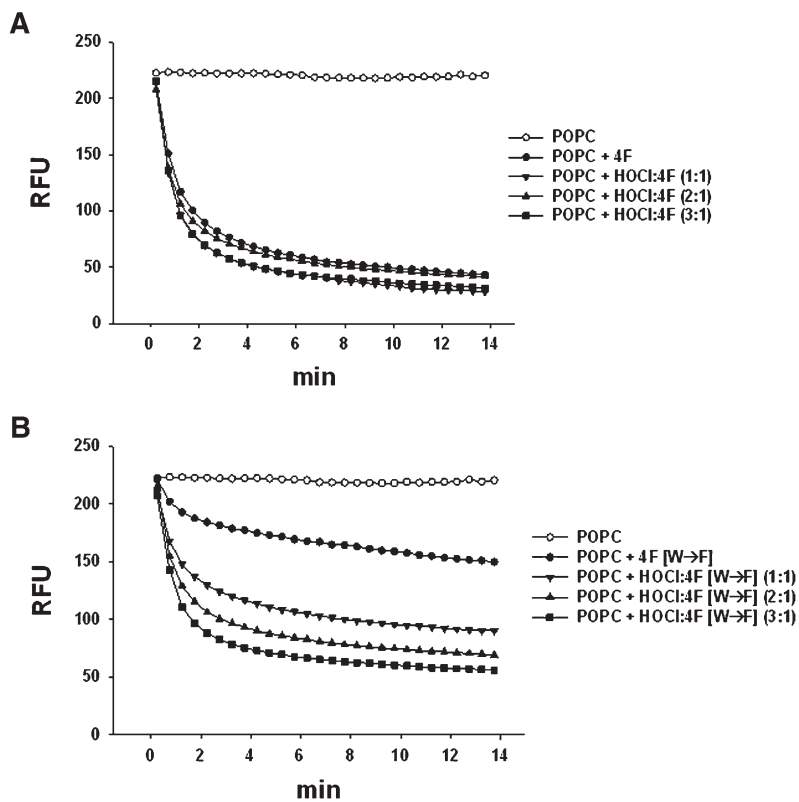 A
250
200
150
100
50
0
RFU
0 2 4 6 8 10 12 14
min
POPC
POPC + 4F
POPC + HOCl:4F (1:1)
POPC + HOCl:4F (2:1)
POPC + HOCl:4F (3:1)
B
250
200
150
100
50
0
RFU
0 2 4 6 8 10 12 14
min
POPC
POPC + 4F [W→F]
POPC + HOCl:4F [W→F] (1:1)
POPC + HOCl:4F [W→F] (2:1)
POPC + HOCl:4F [W→F] (3:1)